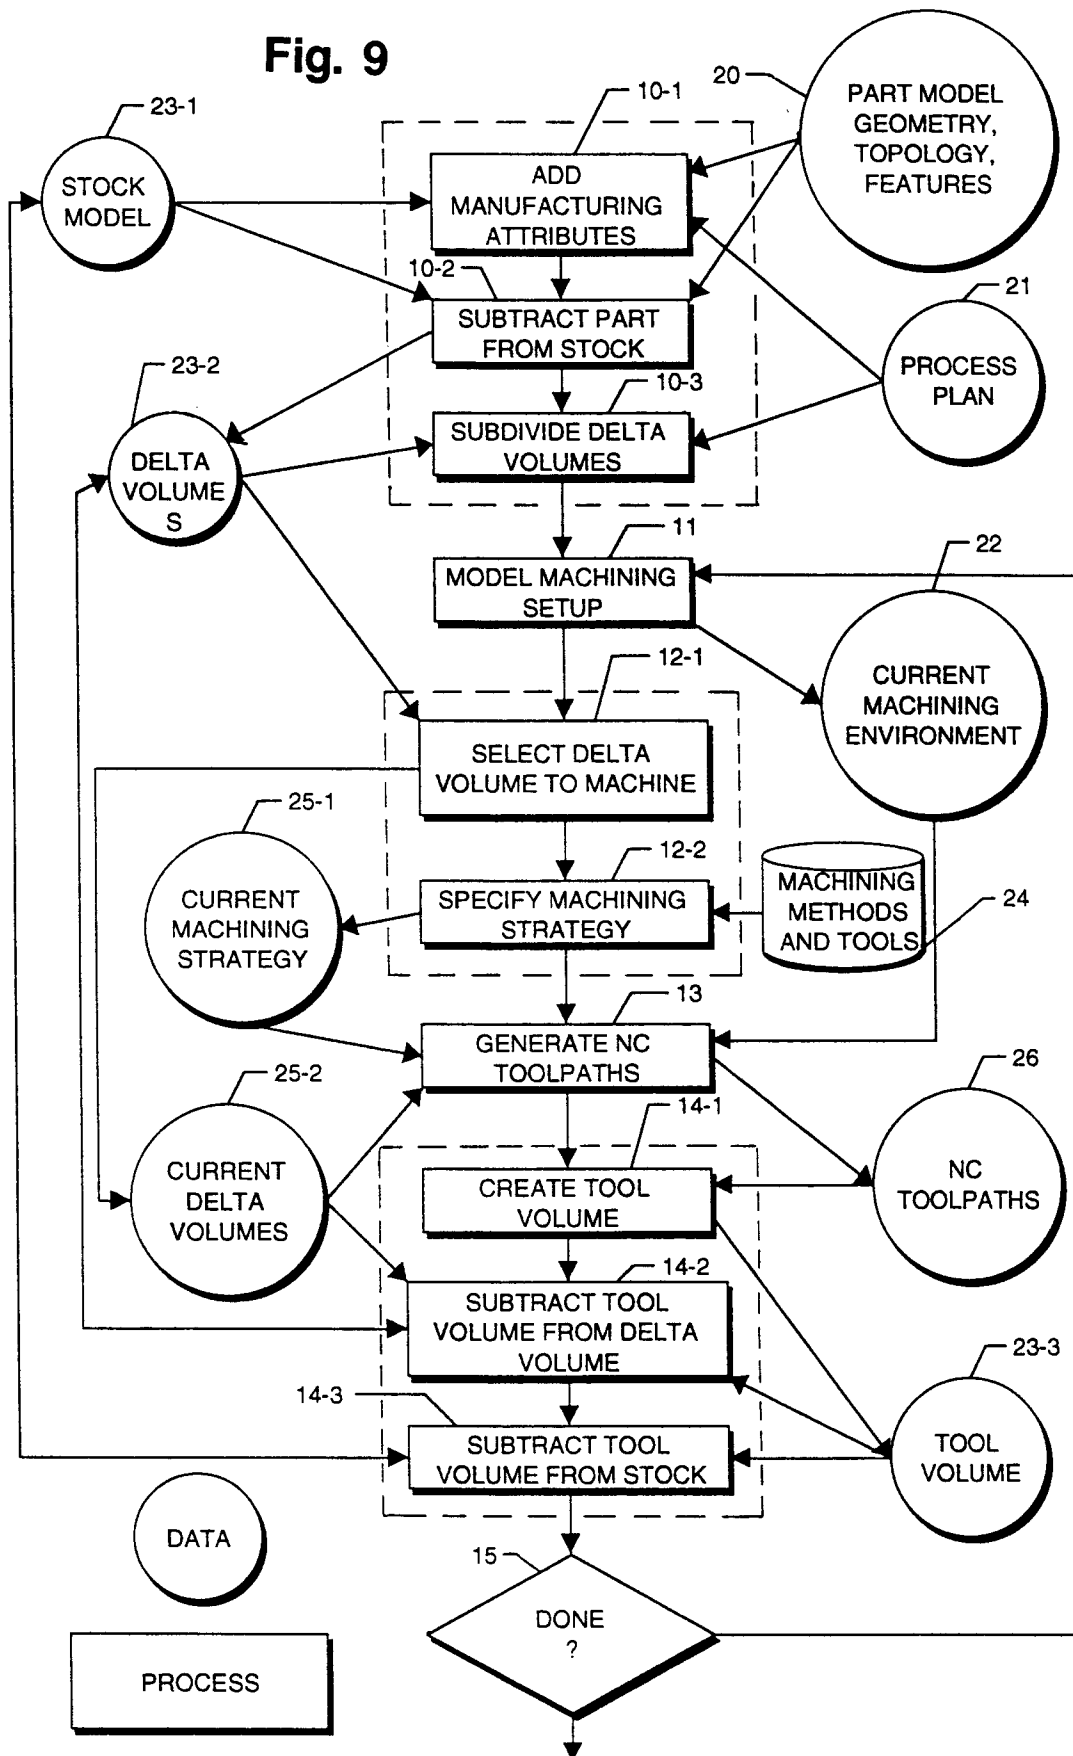 Fig. 9
20
10-1
23-1
PART MODEL
GEOMETRY,
TOPOLOGY,
FEATURES
ADD
MANUFACTURING
ATTRIBUTES
STOCK
MODEL
10-2
21
SUBTRACT PART
FROM STOCK
23-2
10-3
PROCESS
PLAN
SUBDIVIDE DELTA
VOLUMES
DELTA
VOLUME
S
11
22
MODEL MACHINING
SETUP
12-1
CURRENT
MACHINING
ENVIRONMENT
SELECT DELTA
VOLUME TO MACHINE
25-1
12-2
MACHINING
METHODS
AND TOOLS
24
CURRENT
MACHINING
STRATEGY
SPECIFY MACHINING
STRATEGY
13
GENERATE NC
TOOLPATHS
25-2
26
14-1
CURRENT
DELTA
VOLUMES
CREATE TOOL
VOLUME
NC
TOOLPATHS
14-2
SUBTRACT TOOL
VOLUME FROM DELTA
VOLUME
23-3
14-3
SUBTRACT TOOL
VOLUME FROM STOCK
TOOL
VOLUME
DATA
15
DONE
?
PROCESS